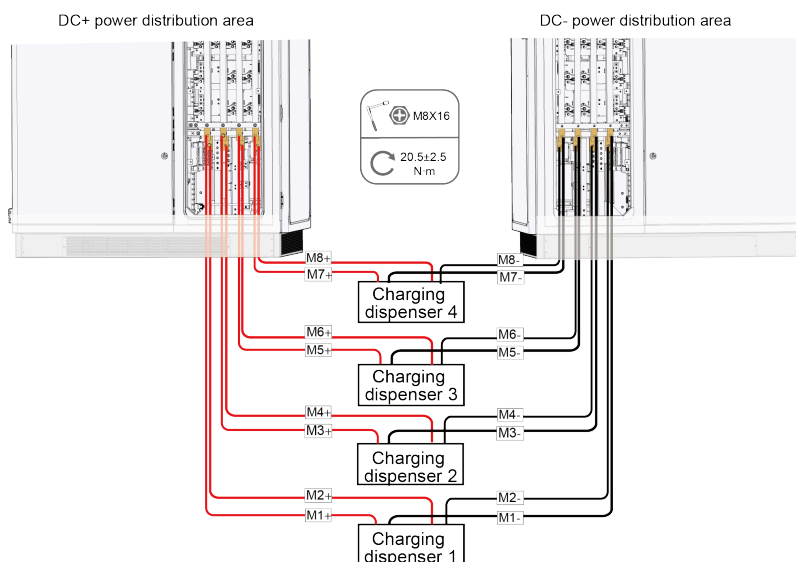 DC+ power distribution area
DC- power distribution area
M8X16
20.5±2.5
N·m
M8+
M8-
M7+
M7-
Charging
dispenser 4
M6+
M6-
M5+
M5-
Charging
dispenser 3
M4+
M4-
M3+
M3-
Charging
dispenser 2
M2+
M2-
M1+
M1-
Charging
dispenser 1